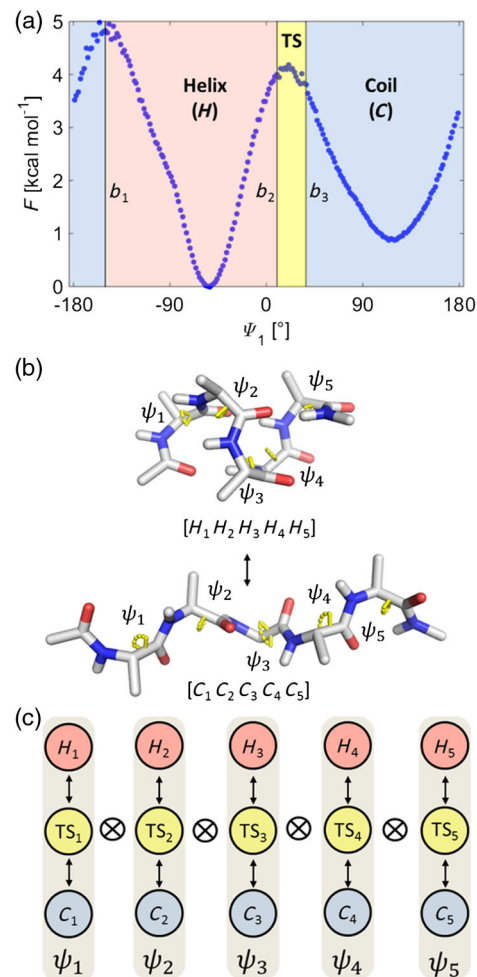 (a)
TS
Helix
(H)
Coil
(C)
b1
b2
b3
F [kcal mol⁻¹]
5
4
3
2
1
0
-180
-90
0
90
180
Ψ1 [°]
(b)
ψ1
ψ2
ψ5
ψ3
ψ4
[H1 H2 H3 H4 H5]
ψ1
ψ2
ψ3
ψ4
ψ5
[C1 C2 C3 C4 C5]
(c)
H1 H2 H3 H4 H5
TS1 ⊗ TS2 ⊗ TS3 ⊗ TS4 ⊗ TS5
C1 C2 C3 C4 C5
ψ1 ψ2 ψ3 ψ4 ψ5